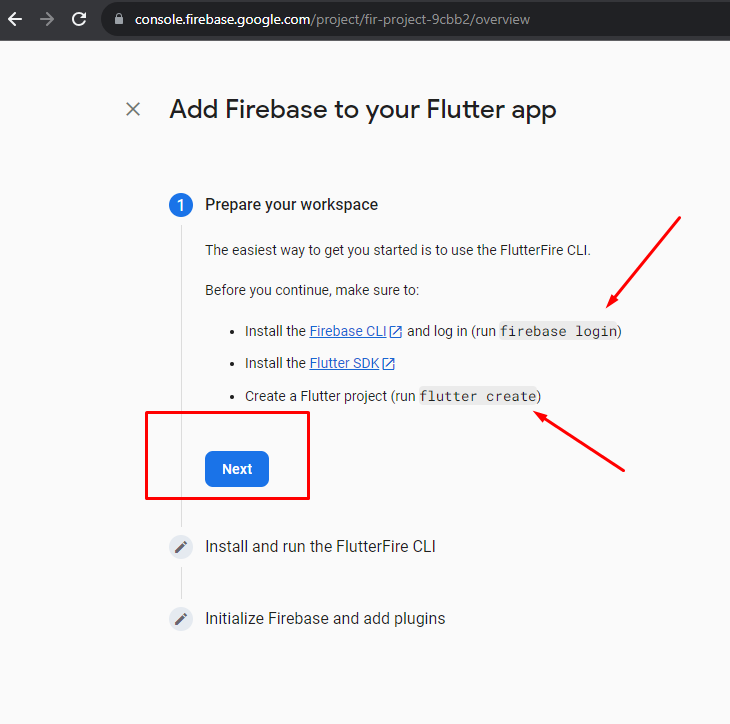 console.firebase.google.com/project/fir-project-9cbb2/overview
Add Firebase to your Flutter app
1 Prepare your workspace
The easiest way to get you started is to use the FlutterFire CLI.
Before you continue, make sure to:
• Install the Firebase CLI and log in (run firebase login)
• Install the Flutter SDK
• Create a Flutter project (run flutter create)
Next
Install and run the FlutterFire CLI
Initialize Firebase and add plugins